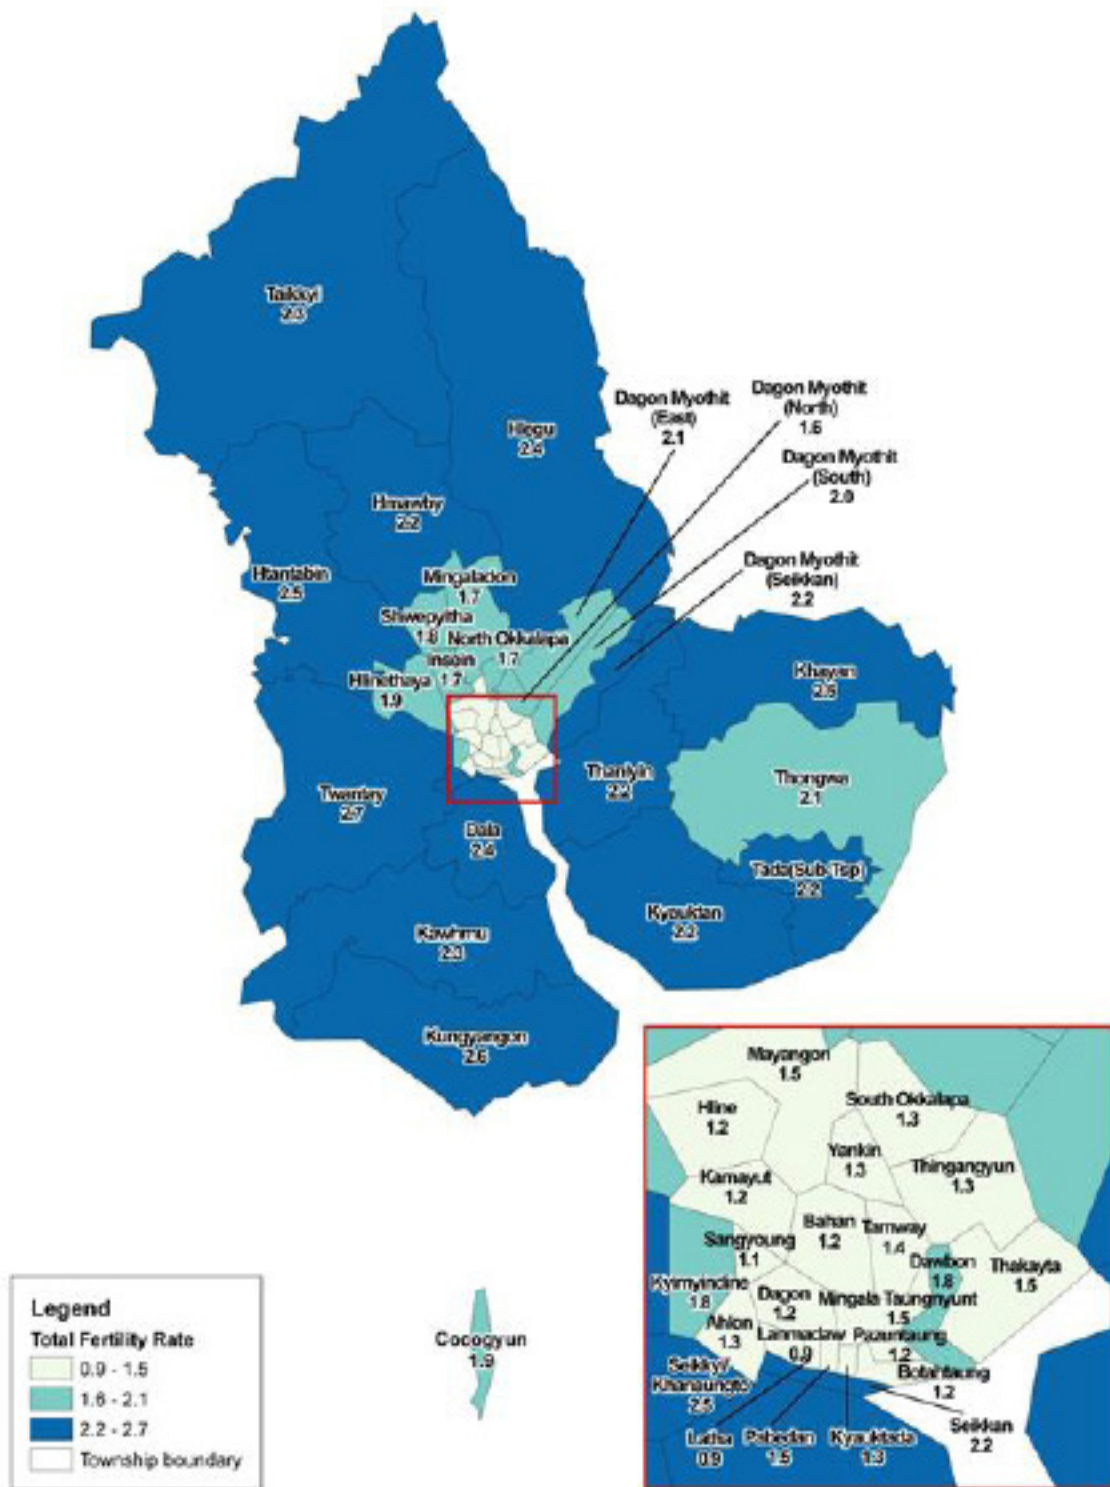 Taikkyi
2.3
Hlegu
2.4
Dagon Myothit
(East)
2.1
Dagon Myothit
(North)
1.6
Dagon Myothit
(South)
2.0
Dagon Myothit
(Seikkan)
2.2
Hmawby
2.2
Htantabin
2.5
Mingaladon
1.7
Shwepyitha
1.8
North Okkalapa
1.7
Insein
1.7
Hlinethaya
1.9
Khayan
Thongwa
2.1
Thanlyin
2.2
Twantay
2.7
Dala
2.4
Tada(Sub Tsp)
2.2
Kyauktan
2.2
Kawhmu
2.3
Kungyangon
2.6
Cocogyun
1.9
Mayangon
1.5
Hline
1.2
South Okkalapa
1.3
Yankin
1.3
Thingangyun
1.3
Kamayut
1.2
Bahan
1.2
Tamway
1.4
Sangyoung
1.1
Dawbon
1.8
Thakayta
1.5
Kyimyindine
1.8
Dagon
1.2
Mingala Taungnyunt
1.5
Ahlon
1.3
Lanmadaw
0.9
Pazuntaung
1.2
Botahtaung
1.2
Seikkyi/
Khanaungto
2.5
Latha
0.9
Pabedan
1.5
Kyauktada
1.3
Seikkan
2.2
Legend
Total Fertility Rate
0.9 - 1.5
1.6 - 2.1
2.2 - 2.7
Township boundary